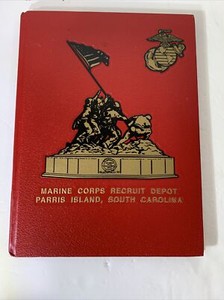 MARINE CORPS RECRUIT DEPOT
PARRIS ISLAND, SOUTH CAROLINA